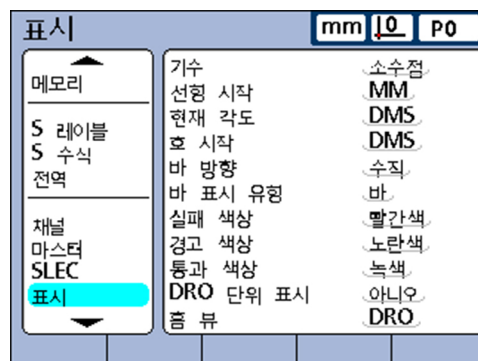 표시 mm 0 P0
메모리
S 레이블
S 수식
전역
채널
마스터
SLEC
표시
기수 소수점
선형 시작 MM
현재 각도 DMS
호 시작 DMS
바 방향 수직
바 표시 유형 바
실패 색상 빨간색
경고 색상 노란색
통과 색상 녹색
DRO 단위 표시 아니오
홈 뷰 DRO